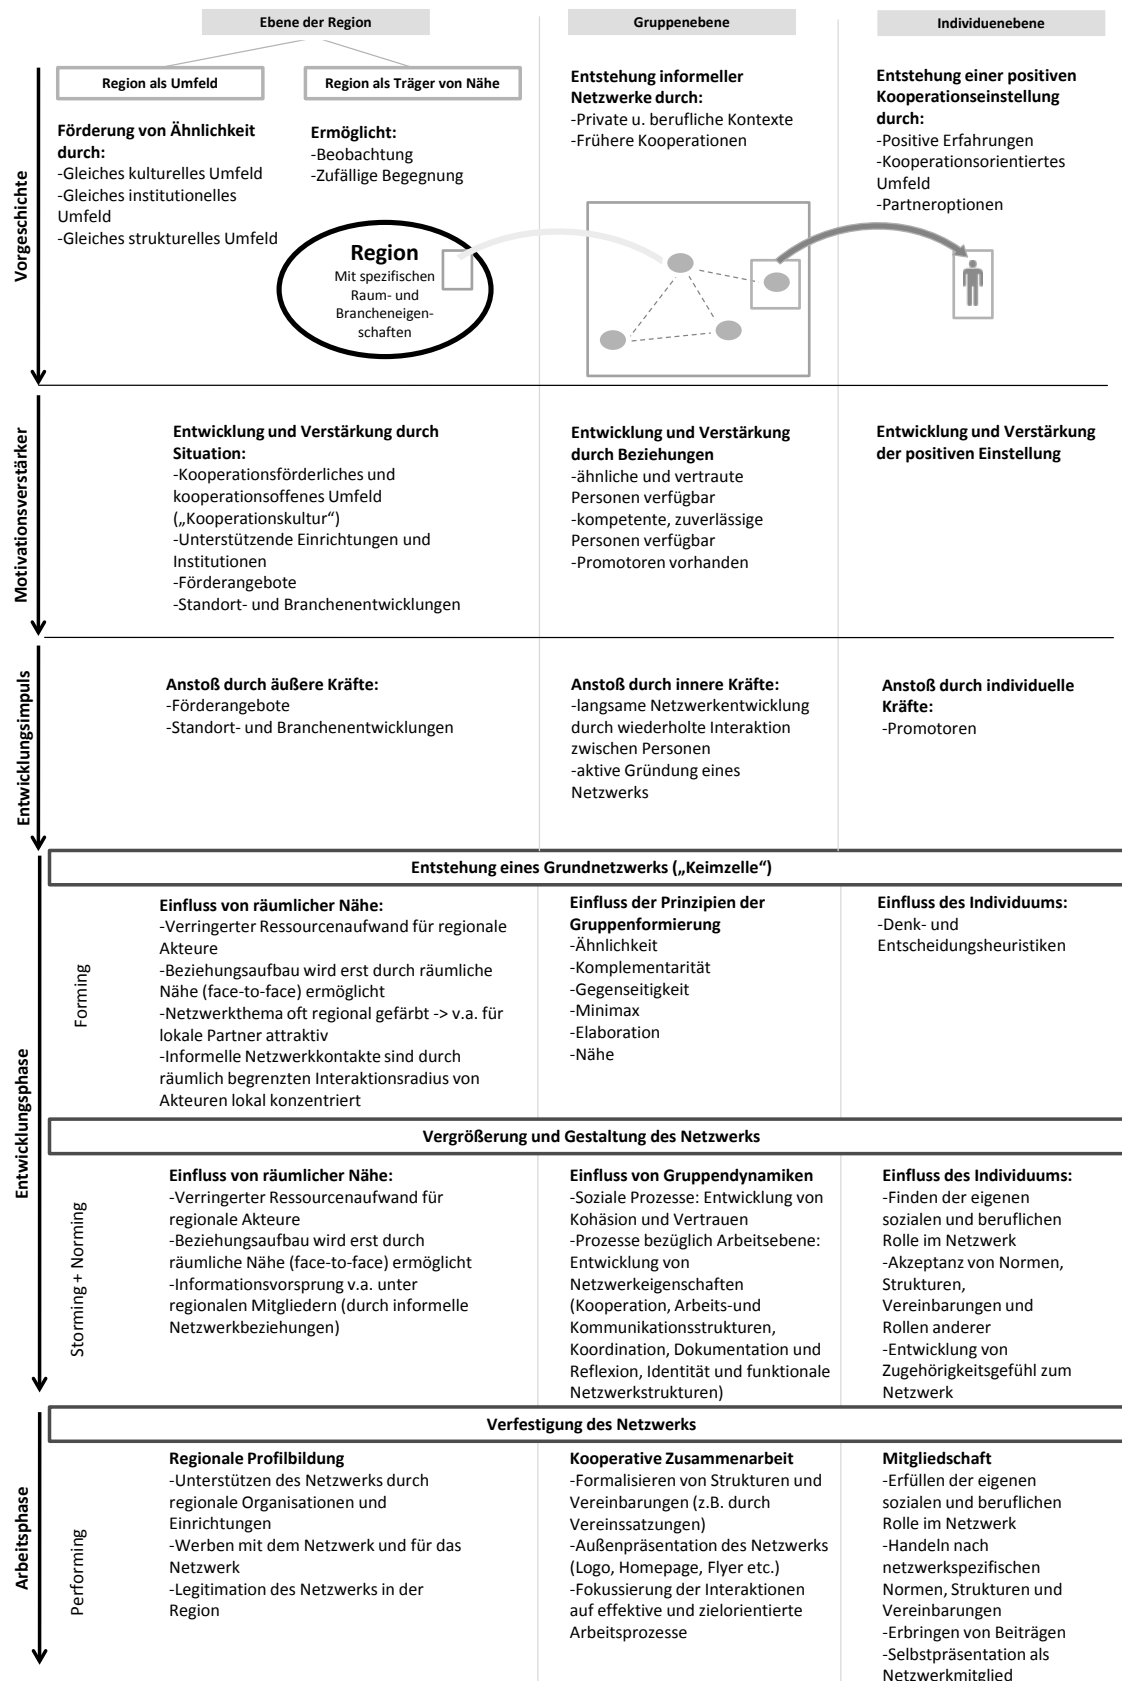 Ebene der Region
Gruppenebene
Individuenebene
Vorgeschichte
Region als Umfeld
Region als Träger von Nähe
Förderung von Ähnlichkeit
durch:
-Gleiches kulturelles Umfeld
-Gleiches institutionelles
Umfeld
-Gleiches strukturelles Umfeld
Ermöglicht:
-Beobachtung
-Zufällige Begegnung
Region
Mit spezifischen
Raum- und
Brancheneigen-
schaften
Entstehung informeller
Netzwerke durch:
-Private u. berufliche Kontexte
-Frühere Kooperationen
Entstehung einer positiven
Kooperationseinstellung
durch:
-Positive Erfahrungen
-Kooperationsorientiertes
Umfeld
-Partneroptionen
Motivationsverstärker
Entwicklung und Verstärkung durch
Situation:
-Kooperationsförderliches und
kooperationsoffenes Umfeld
(„Kooperationskultur“)
-Unterstützende Einrichtungen und
Institutionen
-Förderangebote
-Standort- und Branchenentwicklungen
Entwicklung und Verstärkung
durch Beziehungen
-ähnliche und vertraute
Personen verfügbar
-kompetente, zuverlässige
Personen verfügbar
-Promotoren vorhanden
Entwicklung und Verstärkung
der positiven Einstellung
Entwicklungsimpuls
Anstoß durch äußere Kräfte:
-Förderangebote
-Standort- und Branchenentwicklungen
Anstoß durch innere Kräfte:
-langsame Netzwerkentwicklung
durch wiederholte Interaktion
zwischen Personen
-aktive Gründung eines
Netzwerks
Anstoß durch individuelle
Kräfte:
-Promotoren
Entwicklungsphase
Entstehung eines Grundnetzwerks („Keimzelle“)
Forming
Einfluss von räumlicher Nähe:
-Verringerter Ressourcenaufwand für regionale
Akteure
-Beziehungsaufbau wird erst durch räumliche
Nähe (face-to-face) ermöglicht
-Netzwerkthema oft regional gefärbt -> v.a. für
lokale Partner attraktiv
-Informelle Netzwerkkontakte sind durch
räumlich begrenzten Interaktionsradius von
Akteuren lokal konzentriert
Einfluss der Prinzipien der
Gruppenformierung
-Ähnlichkeit
-Komplementarität
-Gegenseitigkeit
-Minimax
-Elaboration
-Nähe
Einfluss des Individuums:
-Denk- und
Entscheidungsheuristiken
Vergrößerung und Gestaltung des Netzwerks
Storming + Norming
Einfluss von räumlicher Nähe:
-Verringerter Ressourcenaufwand für
regionale Akteure
-Beziehungsaufbau wird erst durch
räumliche Nähe (face-to-face) ermöglicht
-Informationsvorsprung v.a. unter
regionalen Mitgliedern (durch informelle
Netzwerkbeziehungen)
Einfluss von Gruppendynamiken
-Soziale Prozesse: Entwicklung von
Kohäsion und Vertrauen
-Prozesse bezüglich Arbeitsebene:
Entwicklung von
Netzwerkeigenschaften
(Kooperation, Arbeits-und
Kommunikationsstrukturen,
Koordination, Dokumentation und
Reflexion, Identität und funktionale
Netzwerkstrukturen)
Einfluss des Individuums:
-Finden der eigenen
sozialen und beruflichen
Rolle im Netzwerk
-Akzeptanz von Normen,
Strukturen,
Vereinbarungen und
Rollen anderer
-Entwicklung von
Zugehörigkeitsgefühl zum
Netzwerk
Arbeitsphase
Verfestigung des Netzwerks
Performing
Regionale Profilbildung
-Unterstützen des Netzwerks durch
regionale Organisationen und
Einrichtungen
-Werben mit dem Netzwerk und für das
Netzwerk
-Legitimation des Netzwerks in der
Region
Kooperative Zusammenarbeit
-Formalisieren von Strukturen und
Vereinbarungen (z.B. durch
Vereinssatzungen)
-Außenpräsentation des Netzwerks
(Logo, Homepage, Flyer etc.)
-Fokussierung der Interaktionen
auf effektive und zielorientierte
Arbeitsprozesse
Mitgliedschaft
-Erfüllen der eigenen
sozialen und beruflichen
Rolle im Netzwerk
-Handeln nach
netzwerkspezifischen
Normen, Strukturen und
Vereinbarungen
-Erbringen von Beiträgen
-Selbstpräsentation als
Netzwerkmitglied